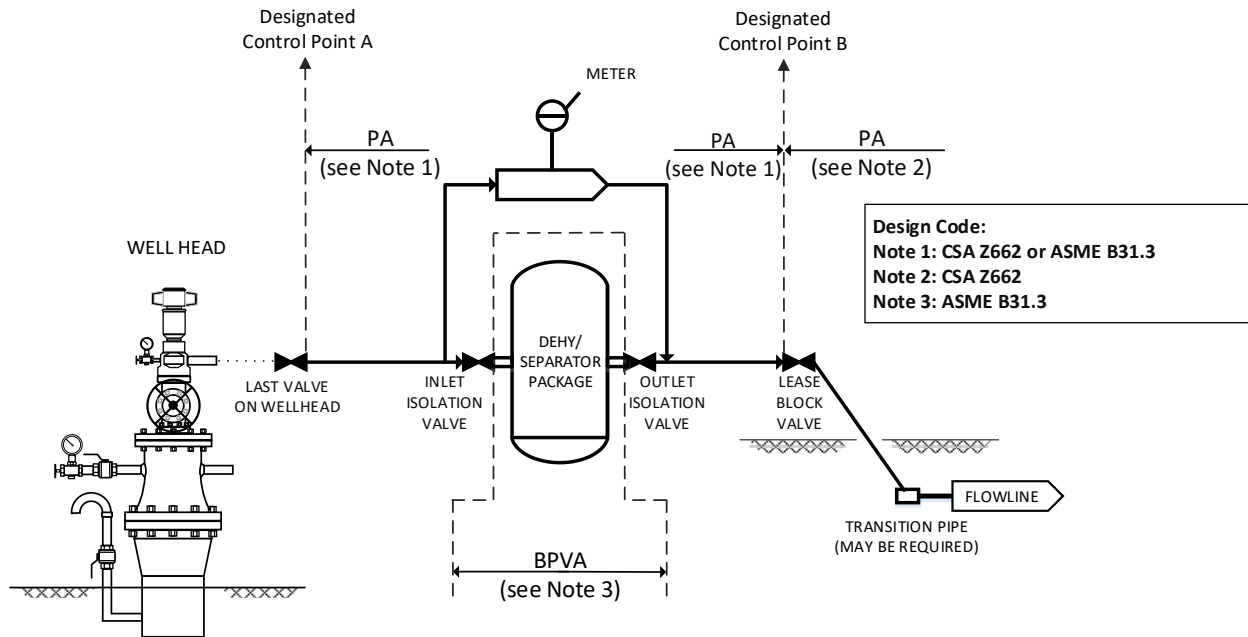 Designated
Control Point A
Designated
Control Point B
METER
PA
(see Note 1)
PA
(see Note 1)
PA
(see Note 2)
Design Code:
Note 1: CSA Z662 or ASME B31.3
Note 2: CSA Z662
Note 3: ASME B31.3
WELL HEAD
DEHY/
SEPARATOR
PACKAGE
LAST VALVE
ON WELLHEAD
INLET
ISOLATION
VALVE
OUTLET
ISOLATION
VALVE
LEASE
BLOCK
VALVE
FLOWLINE
TRANSITION PIPE
(MAY BE REQUIRED)
BPVA
(see Note 3)